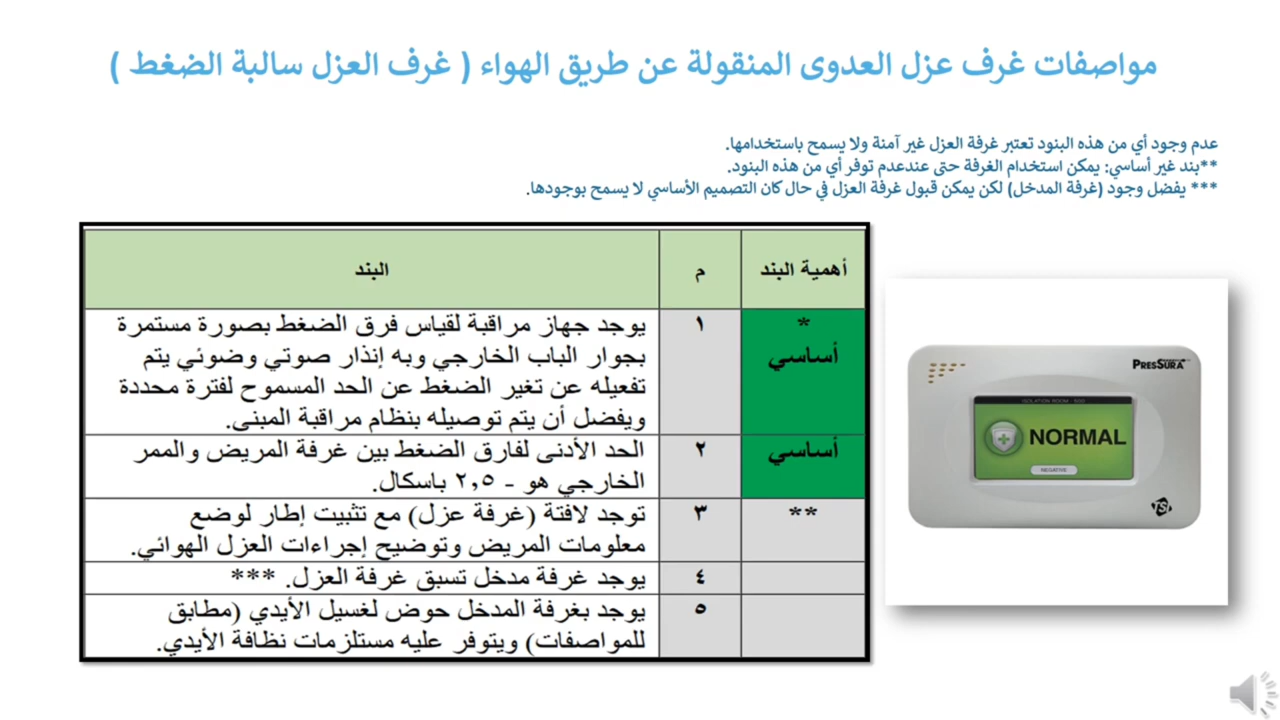 مواصفات غرف عزل العدوى المنقولة عن طريق الهواء ( غرف العزل سالبة الضغط )
عدم وجود أي من هذه البنود تعتبر غرفة العزل غير آمنة ولا يسمح باستخدامها.
**بند غير أساسي: يمكن استخدام الغرفة حتى عندعدم توفر أي من هذه البنود.
*** يفضل وجود (غرفة المدخل) لكن يمكن قبول غرفة العزل في حال كان التصميم الأساسي لا يسمح بوجودها.
أهمية البند م البند
* أساسي ١ يوجد جهاز مراقبة لقياس فرق الضغط بصورة مستمرة
بجوار الباب الخارجي وبه إنذار صوتي وضوئي يتم
تفعيله عن تغير الضغط عن الحد المسموح لفترة محددة
ويفضل أن يتم توصيله بنظام مراقبة المبنى.
أساسي ٢ الحد الأدنى لفارق الضغط بين غرفة المريض والممر
الخارجي هو - ٢,٥ باسكال.
** ٣ توجد لافتة (غرفة عزل) مع تثبيت إطار لوضع
معلومات المريض وتوضيح إجراءات العزل الهوائي.
٤ يوجد غرفة مدخل تسبق غرفة العزل. ***
٥ يوجد بغرفة المدخل حوض لغسيل الأيدي (مطابق
للمواصفات) ويتوفر عليه مستلزمات نظافة الأيدي.
PRESSURA
ISOLATION ROOM -
NORMAL
NEGATIVE
TSI